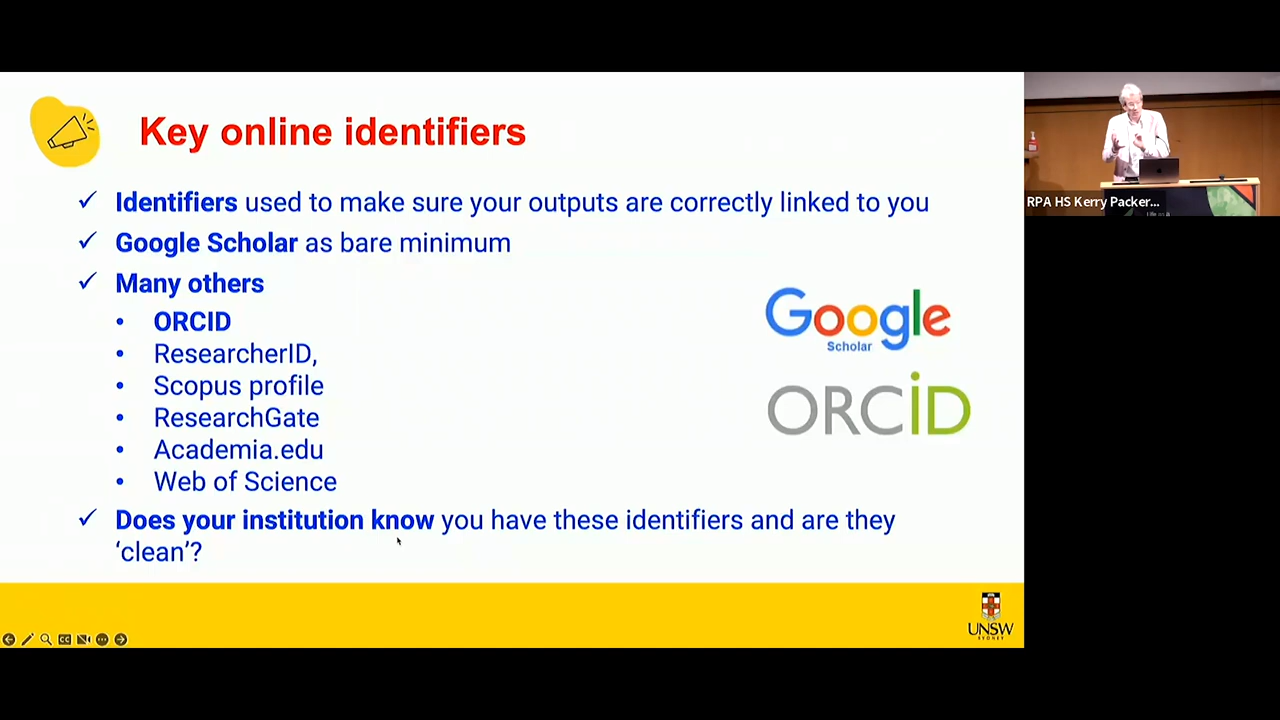 Key online identifiers
Identifiers used to make sure your outputs are correctly linked to you
Google Scholar as bare minimum
Many others
ORCID
ResearcherID,
Scopus profile
ResearchGate
Academia.edu
Web of Science
Does your institution know you have these identifiers and are they
‘clean’?
Google
Scholar
ORCiD
UNSW
SYDNEY
CC
RPA HS Kerry Packer...